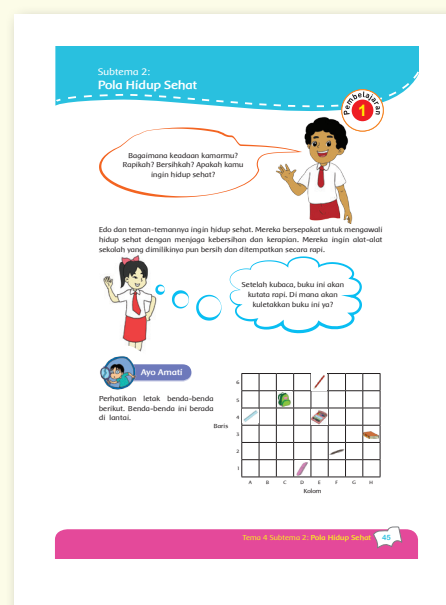 Subtema 2:
Pola Hidup Sehat
Pembelajaran
1
Bagaimana keadaan kamarmu?
Rapikah? Bersihkah? Apakah kamu
ingin hidup sehat?
Edo dan teman-temannya ingin hidup sehat. Mereka bersepakat untuk mengawali
hidup sehat dengan menjaga kebersihan dan kerapian. Mereka ingin alat-alat
sekolah yang dimilikinya pun bersih dan ditempatkan secara rapi.
Setelah kubaca, buku ini akan
kutata rapi. Di mana akan
kuletakkan buku ini ya?
Ayo Amati
Perhatikan letak benda-benda
berikut. Benda-benda ini berada
di lantai.
Baris
6
5
4
3
2
1
A B C D E F G H
Kolom
Tema 4 Subtema 2: Pola Hidup Sehat 45